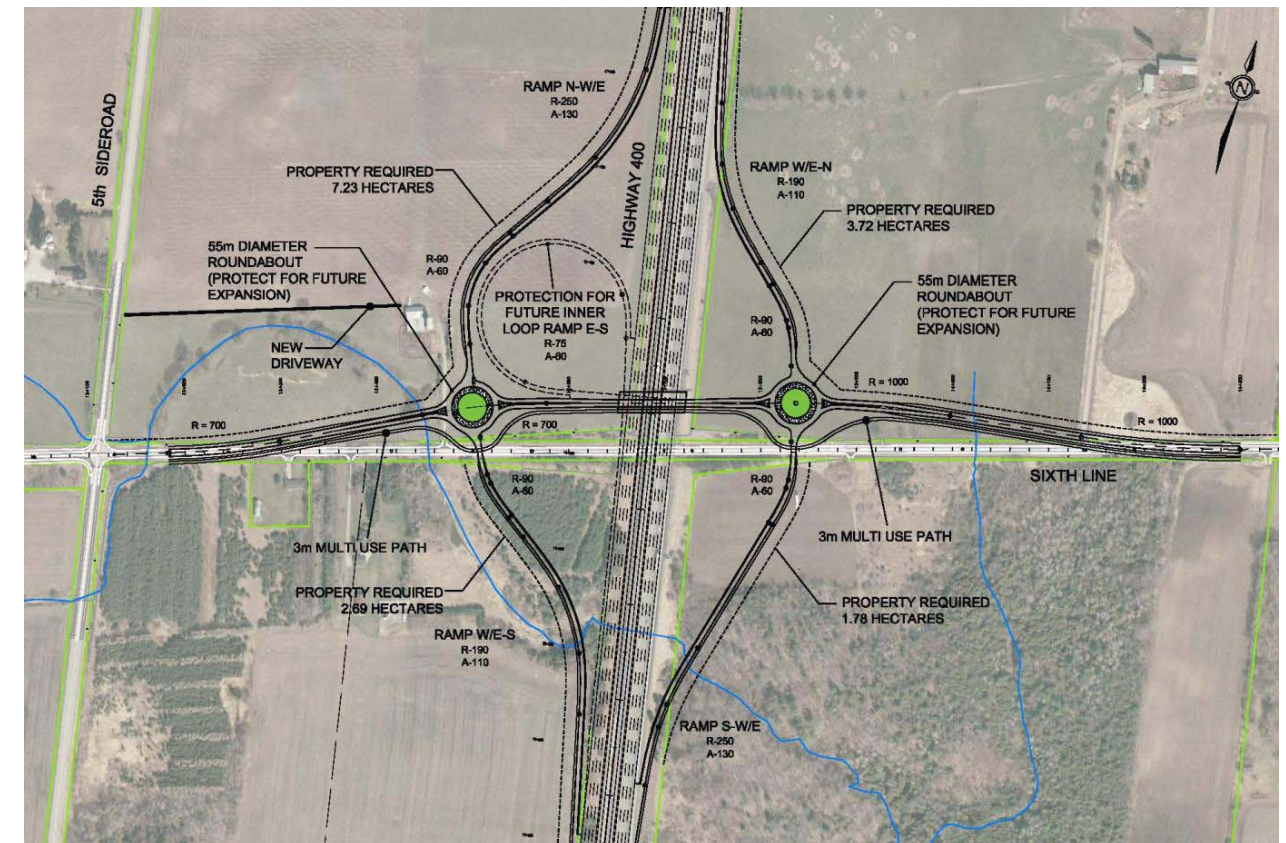 RAMP N-W/E
R-250
A-130
5th SIDEROAD
PROPERTY REQUIRED
7.23 HECTARES
HIGHWAY 400
RAMP W/E-N
R-190
A-110
N
PROPERTY REQUIRED
3.72 HECTARES
55m DIAMETER
ROUNDABOUT
(PROTECT FOR FUTURE
EXPANSION)
R-90
A-60
PROTECTION FOR
FUTURE INNER
LOOP RAMP E-S
R-75
A-80
55m DIAMETER
ROUNDABOUT
(PROTECT FOR FUTURE
EXPANSION)
R-90
A-80
NEW
DRIVEWAY
R = 700
R = 700
R = 1000
R = 1000
SIXTH LINE
R-90
A-60
R-90
A-60
3m MULTI USE PATH
3m MULTI USE PATH
PROPERTY REQUIRED
2.69 HECTARES
PROPERTY REQUIRED
1.78 HECTARES
RAMP W/E-S
R-190
A-110
RAMP S-W/E
R-250
A-130